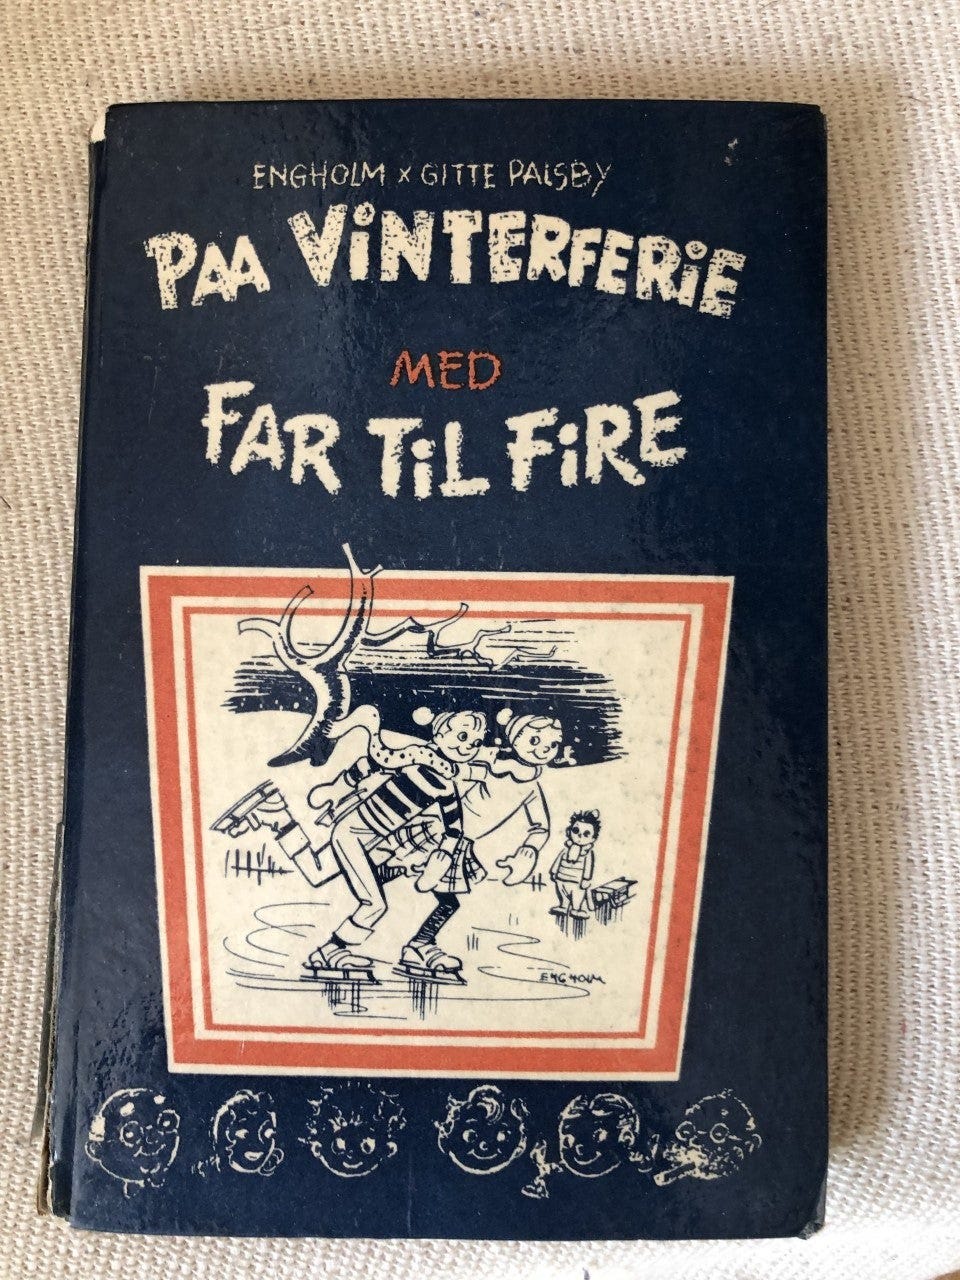 ENGHOLM x GITTE PALSBY
PAA ViNTERFERiE
MED
FAR TiL FiRE
ENGHOLM